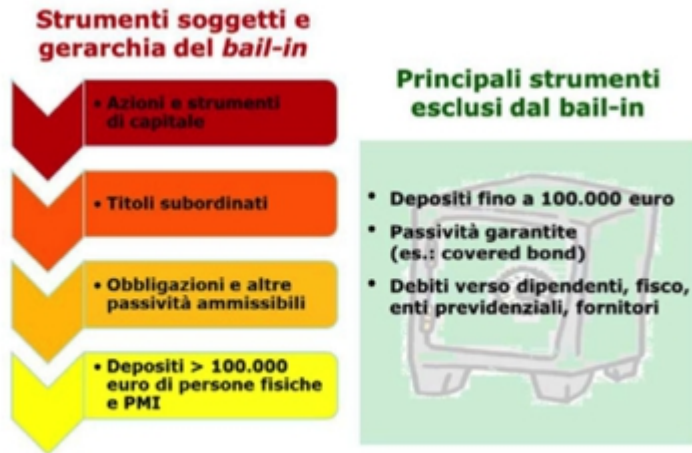 Strumenti soggetti e
gerarchia del bail-in
• Azioni e strumenti
di capitale
• Titoli subordinati
• Obbligazioni e altre
passività ammissibili
• Depositi > 100.000
euro di persone fisiche
e PMI
Principali strumenti
esclusi dal bail-in
• Depositi fino a 100.000 euro
• Passività garantite
(es.: covered bond)
• Debiti verso dipendenti, fisco,
enti previdenziali, fornitori